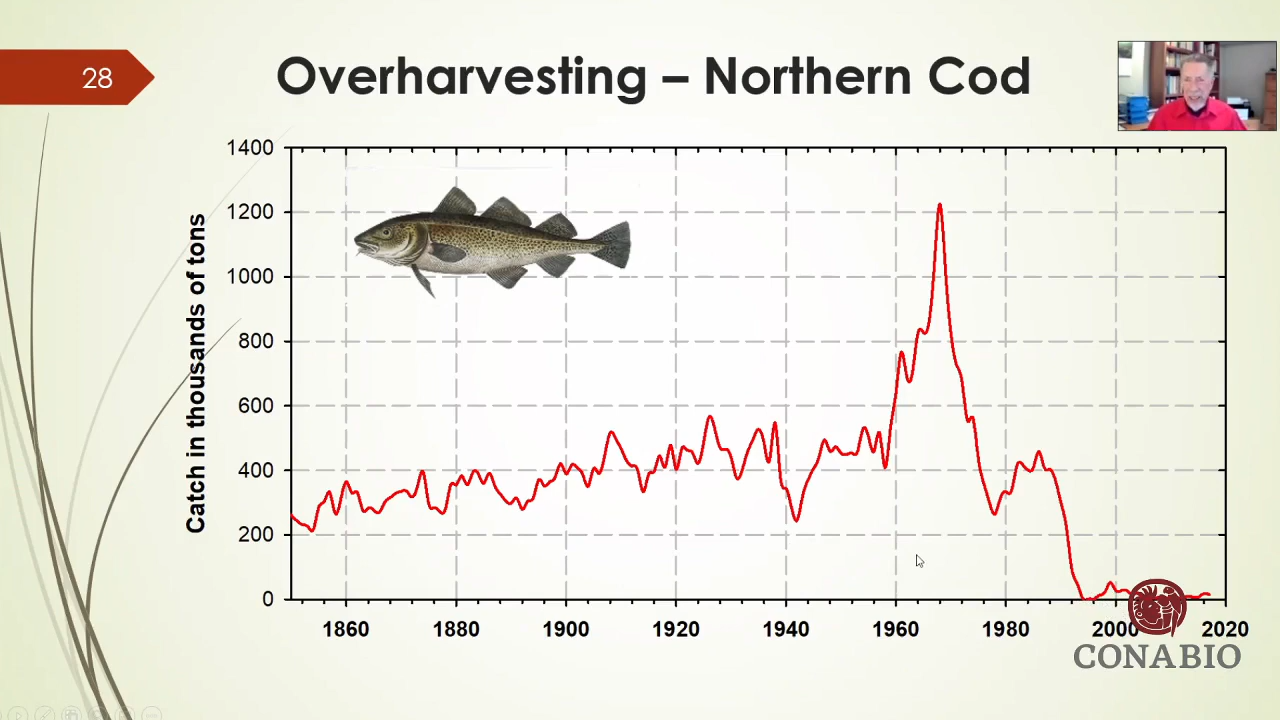 28
Overharvesting – Northern Cod
Catch in thousands of tons
1400
1200
1000
800
600
400
200
0
1860 1880 1900 1920 1940 1960 1980 2000 2020
CONABIO